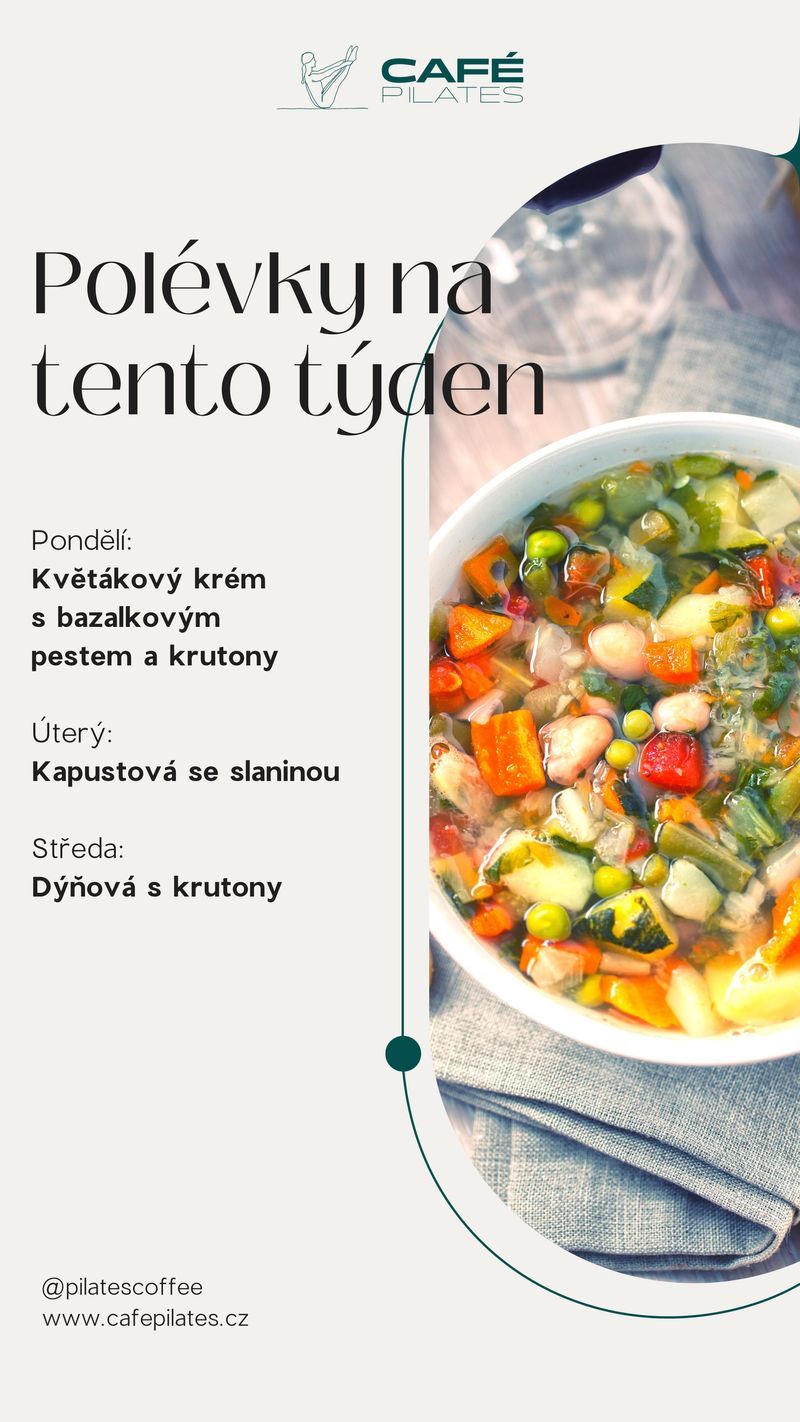 CAFÉ
PILATES
Polévky na
tento týden
Pondělí:
Květákový krém
s bazalkovým
pestem a krutony
Úterý:
Kapustová se slaninou
Středa:
Dýňová s krutony
@pilatescoffee
www.cafepilates.cz